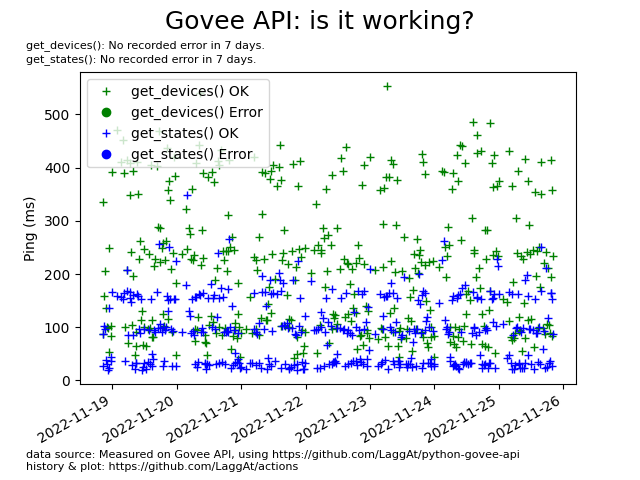 Govee API: is it working?
get_devices(): No recorded error in 7 days.
get_states(): No recorded error in 7 days.
get_devices() OK
get_devices() Error
get_states() OK
get_states() Error
Ping (ms)
500
400
300
200
100
0
2022-11-19
2022-11-20
2022-11-21
2022-11-22
2022-11-23
2022-11-24
2022-11-25
2022-11-26
data source: Measured on Govee API, using https://github.com/LaggAt/python-govee-api
history & plot: https://github.com/LaggAt/actions